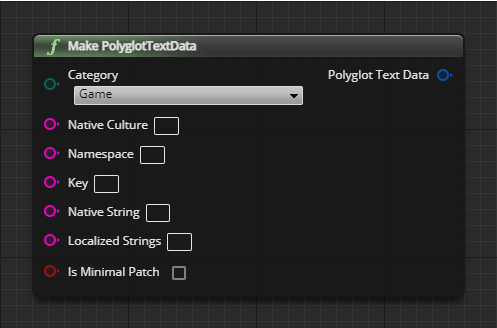 f Make PolyglotTextData
Category
Polyglot Text Data
Game
Native Culture
Namespace
Key
Native String
Localized Strings
Is Minimal Patch